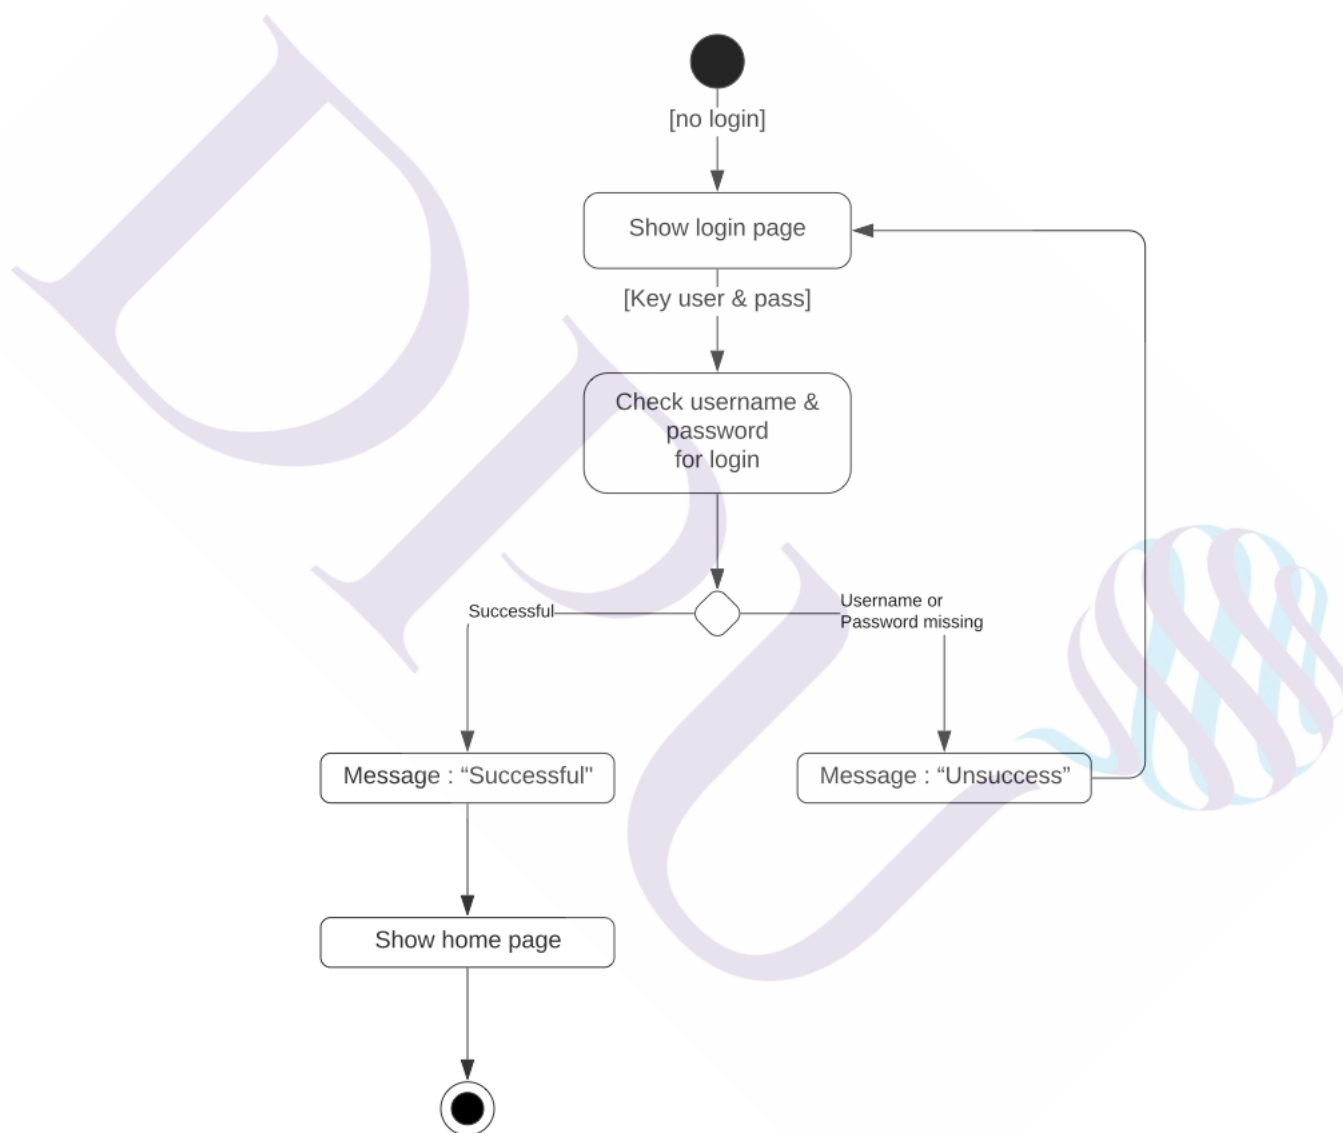 [no login]
Show login page
[Key user & pass]
Check username &
password
for login
Successful
Username or
Password missing
Message : “Successful"
Message : “Unsuccess”
Show home page
DPU